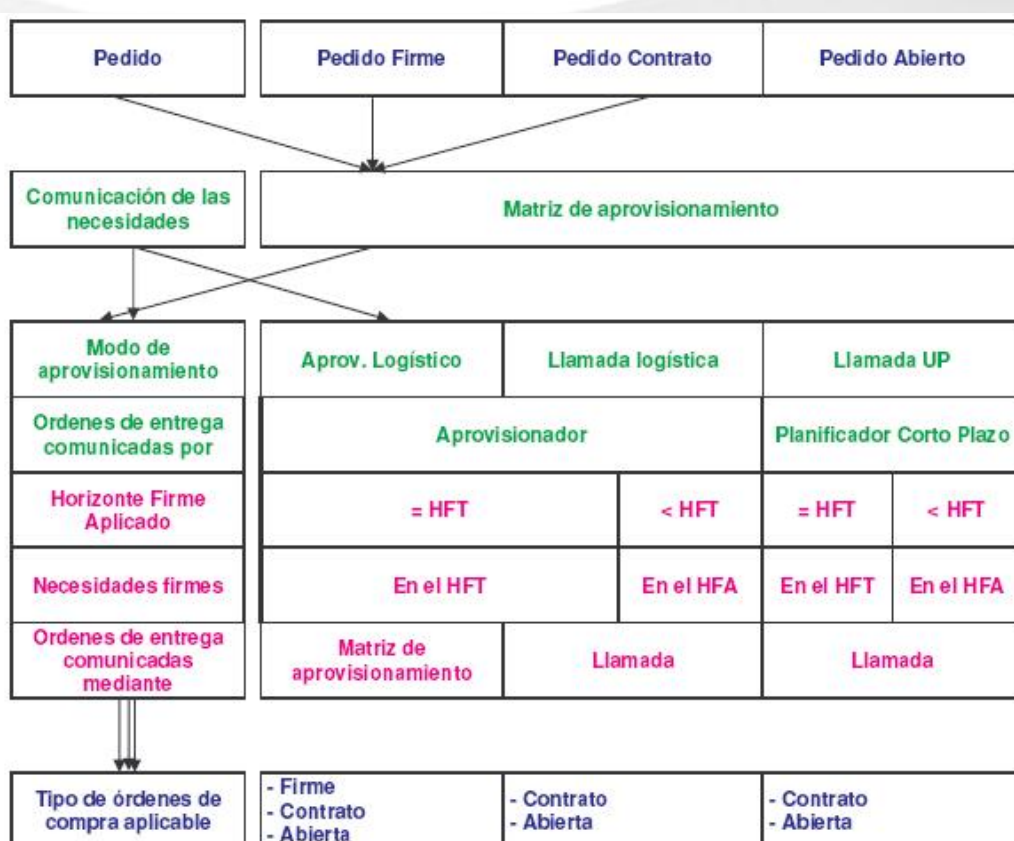 Pedido
Pedido Firme
Pedido Contrato
Pedido Abierto
Comunicación de las
necesidades
Matriz de aprovisionamiento
Modo de
aprovisionamiento
Aprov. Logístico
Llamada logística
Llamada UP
Ordenes de entrega
comunicadas por
Aprovisionador
Planificador Corto Plazo
Horizonte Firme
Aplicado
= HFT
< HFT
= HFT
< HFT
Necesidades firmes
En el HFT
En el HFA
En el HFT
En el HFA
Ordenes de entrega
comunicadas
mediante
Matriz de
aprovisionamiento
Llamada
Llamada
Tipo de órdenes de
compra aplicable
- Firme
- Contrato
- Abierta
- Contrato
- Abierta
- Contrato
- Abierta